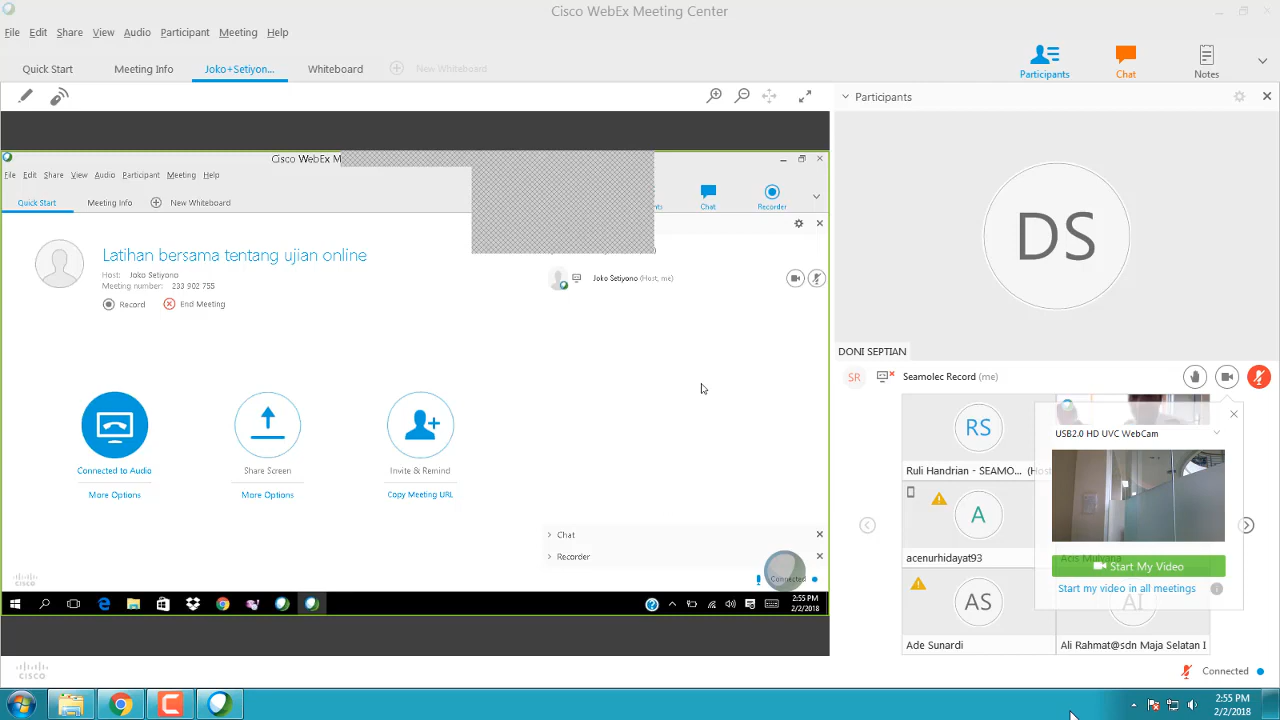 Cisco WebEx Meeting Center
File Edit Share View Audio Participant Meeting Help
Quick Start Meeting Info Joko+Setiyon... Whiteboard New Whiteboard
Participants Chat Notes
Participants
Cisco WebEx M
File Edit Share View Audio Participant Meeting Help
Quick Start Meeting Info New Whiteboard
Chat Recorder
Latihan bersama tentang ujian online
Host: Joko Setiyono
Meeting number: 233 902 755
Record End Meeting
Joko Setiyono (Host, me)
Connected to Audio Share Screen Invite & Remind
More Options More Options Copy Meeting URL
Chat
Recorder
Connected
CISCO
2:55 PM
2/2/2018
DS
DONI SEPTIAN
SR Seamolec Record (me)
RS
Ruli Handrian - SEAMO...
A
acenurhidayat93
AS
Ade Sunardi
USB2.0 HD UVC WebCam
Acis Mulyana
Start My Video
Start my video in all meetings
AI
Ali Rahmat@sdn Maja Selatan I
CISCO
Connected
2:55 PM
2/2/2018